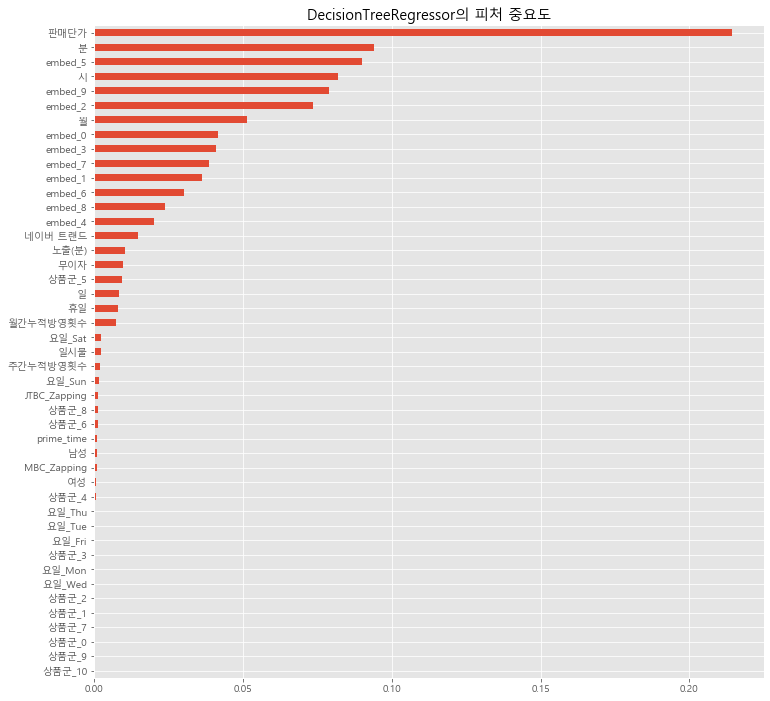 DecisionTreeRegressor의 피처 중요도
판매단가
분
embed_5
시
embed_9
embed_2
월
embed_0
embed_3
embed_7
embed_1
embed_6
embed_8
embed_4
네이버 트랜드
노출(분)
무이자
상품군_5
일
휴일
월간누적방영횟수
요일_Sat
일시불
주간누적방영횟수
요일_Sun
JTBC_Zapping
상품군_8
상품군_6
prime_time
남성
MBC_Zapping
여성
상품군_4
요일_Thu
요일_Tue
요일_Fri
상품군_3
요일_Mon
요일_Wed
상품군_2
상품군_1
상품군_7
상품군_0
상품군_9
상품군_10
0.00 0.05 0.10 0.15 0.20